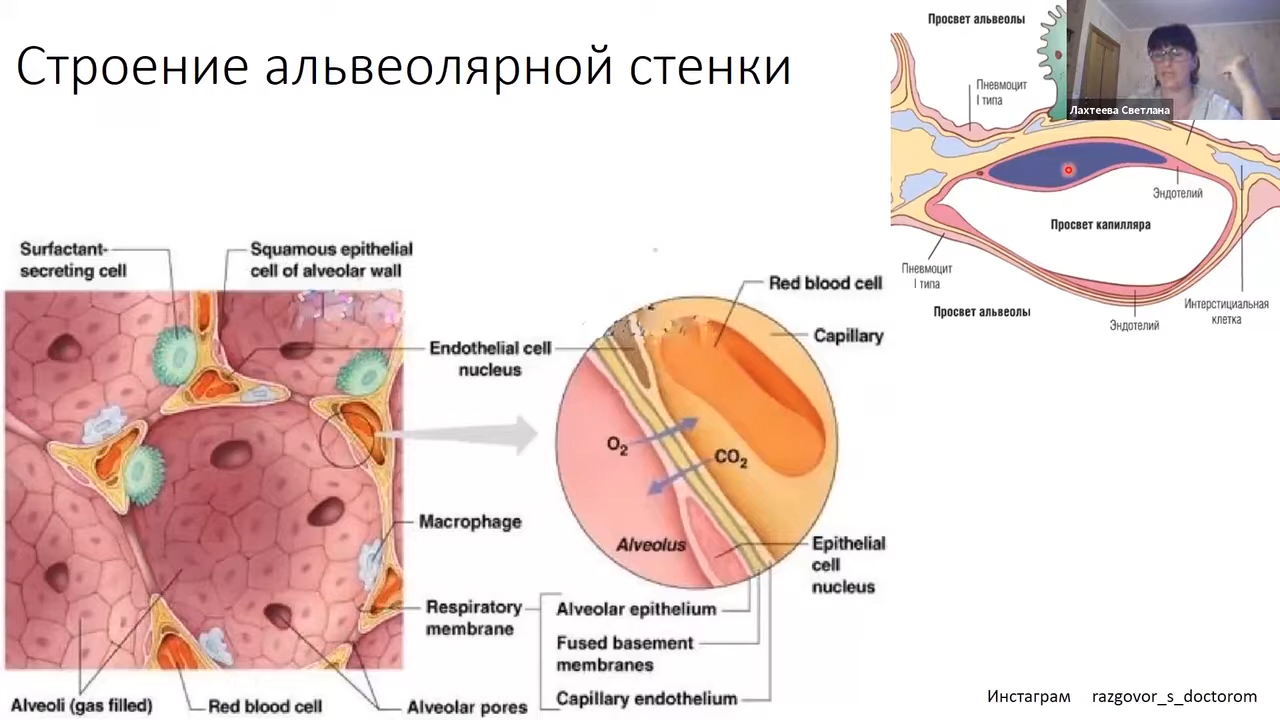 Строение альвеолярной стенки
Просвет альвеолы
Пневмоцит
I типа
Лахтеева Светлана
Эндотелий
Просвет капилляра
Пневмоцит
I типа
Просвет альвеолы
Эндотелий
Интерстициальная
клетка
Surfactant-
secreting cell
Squamous epithelial
cell of alveolar wall
Red blood cell
Capillary
Endothelial cell
nucleus
O2
CO2
Macrophage
Alveolus
Epithelial
cell
nucleus
Respiratory
membrane
Alveolar epithelium
Fused basement
membranes
Capillary endothelium
Alveoli (gas filled)
Red blood cell
Alveolar pores
Инстаграм razgovor_s_doctorom